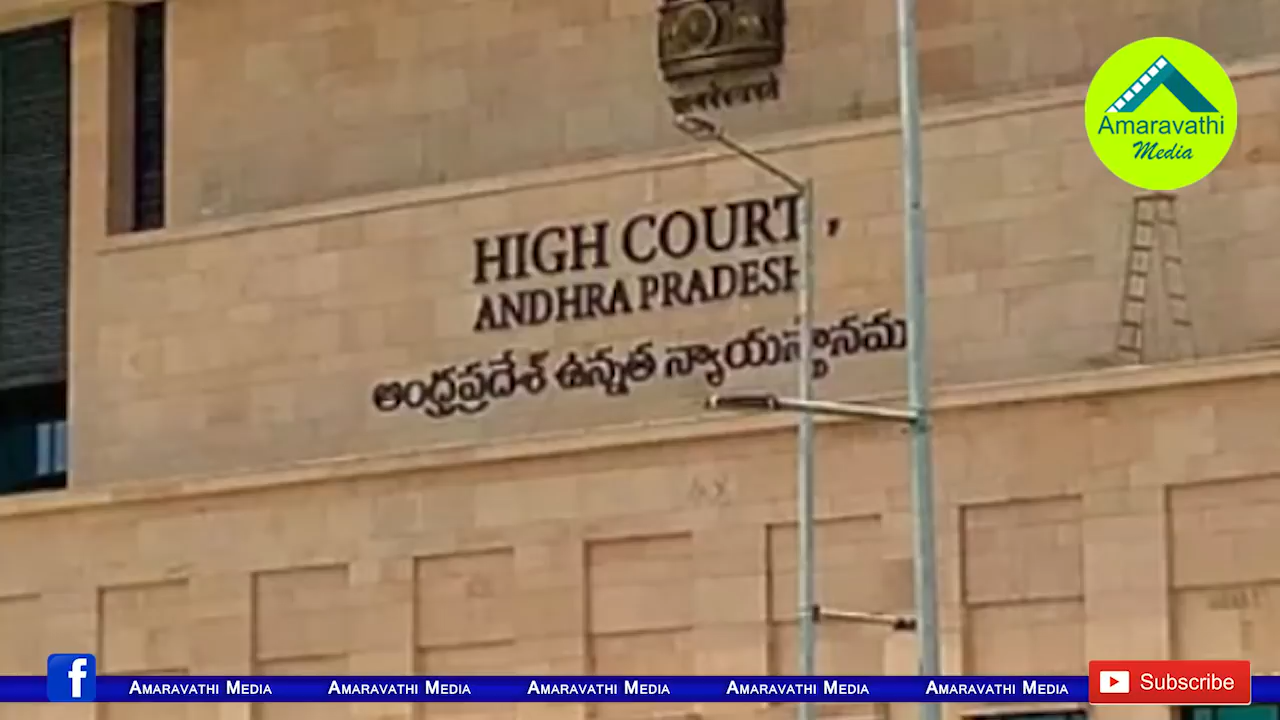 HIGH COURT,
ANDHRA PRADESH
ఆంధ్రప్రదేశ్ ఉన్నత న్యాయస్థానము
Amaravathi
Media
f
AMARAVATHI MEDIA AMARAVATHI MEDIA AMARAVATHI MEDIA AMARAVATHI MEDIA AMARAVATHI MEDIA
Subscribe